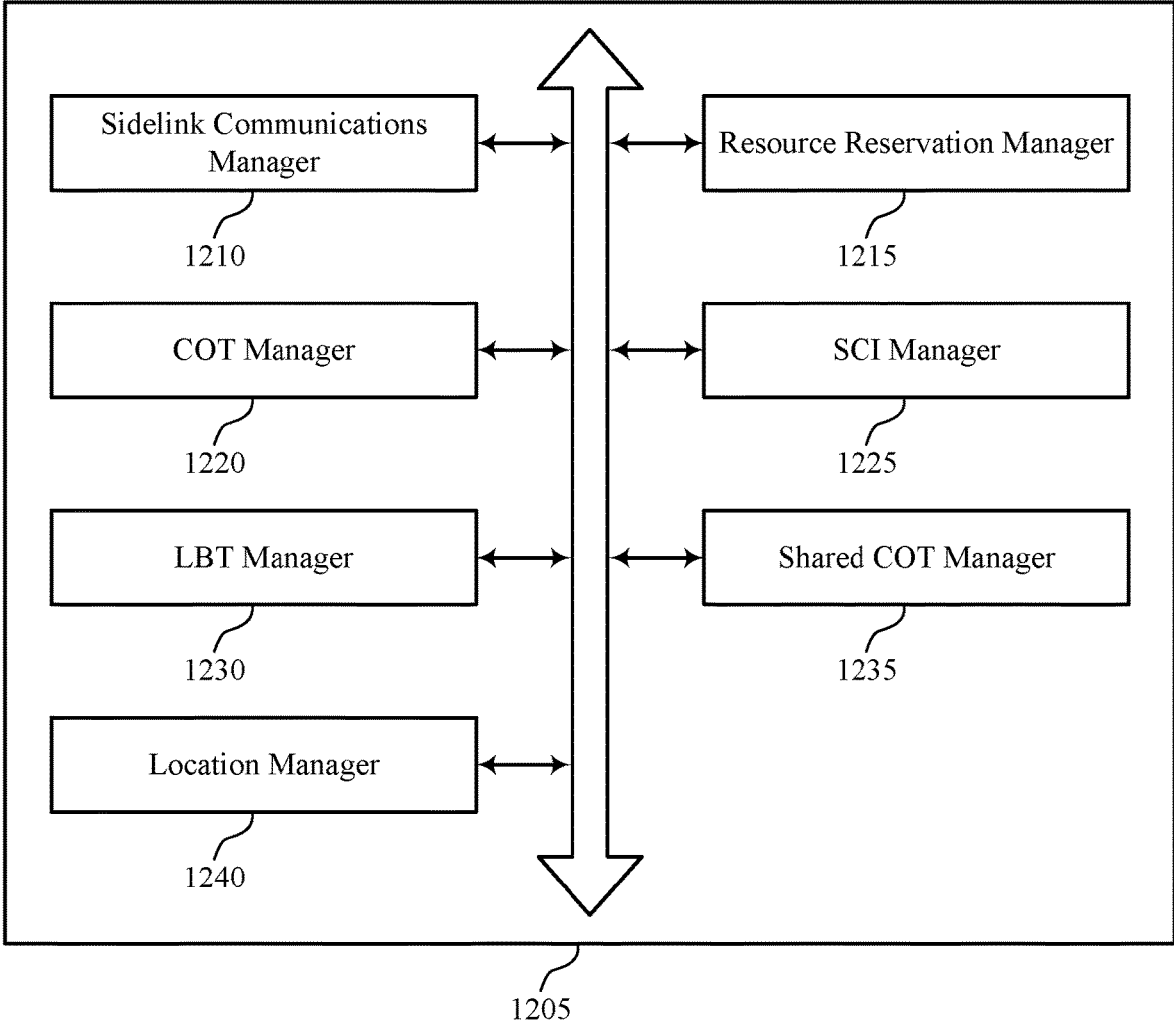 Sidelink Communications
Manager
1210
Resource Reservation Manager
1215
COT Manager
1220
SCI Manager
1225
LBT Manager
1230
Shared COT Manager
1235
Location Manager
1240
1205